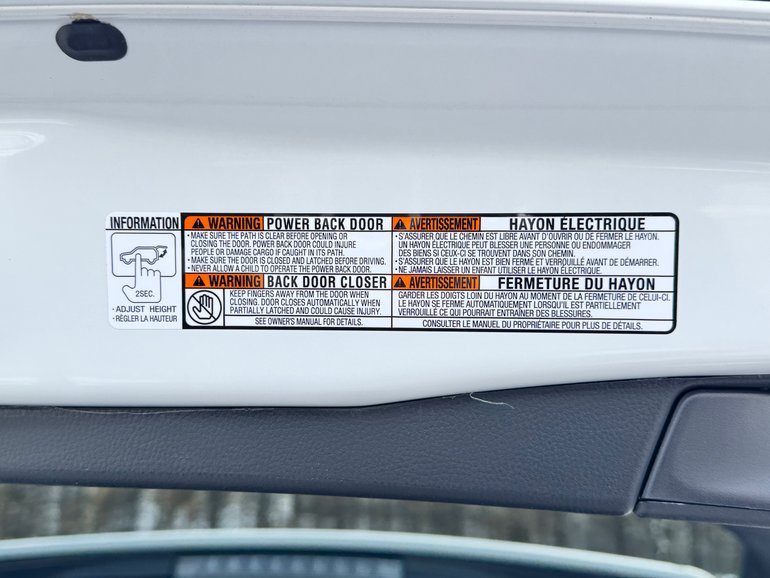 INFORMATION
2SEC.
・ADJUST HEIGHT
・RÉGLER LA HAUTEUR
WARNING POWER BACK DOOR
・MAKE SURE THE PATH IS CLEAR BEFORE OPENING OR
CLOSING THE DOOR. POWER BACK DOOR COULD INJURE
PEOPLE OR DAMAGE CARGO IF CAUGHT IN ITS PATH.
・MAKE SURE THE DOOR IS CLOSED AND LATCHED BEFORE DRIVING.
・NEVER ALLOW A CHILD TO OPERATE THE POWER BACK DOOR.
WARNING BACK DOOR CLOSER
KEEP FINGERS AWAY FROM THE DOOR WHEN
CLOSING. DOOR CLOSES AUTOMATICALLY WHEN
PARTIALLY LATCHED AND COULD CAUSE INJURY.
SEE OWNER'S MANUAL FOR DETAILS.
AVERTISSEMENT HAYON ÉLECTRIQUE
・S'ASSURER QUE LE CHEMIN EST LIBRE AVANT D'OUVRIR OU DE FERMER LE HAYON.
UN HAYON ÉLECTRIQUE PEUT BLESSER UNE PERSONNE OU ENDOMMAGER
DES BIENS SI CEUX-CI SE TROUVENT DANS SON CHEMIN.
・S'ASSURER QUE LE HAYON EST BIEN FERMÉ ET VERROUILLÉ AVANT DE DÉMARRER.
・NE JAMAIS LAISSER UN ENFANT UTILISER LE HAYON ÉLECTRIQUE.
AVERTISSEMENT FERMETURE DU HAYON
GARDER LES DOIGTS LOIN DU HAYON AU MOMENT DE LA FERMETURE DE CELUI-CI.
LE HAYON SE FERME AUTOMATIQUEMENT LORSQU'IL EST PARTIELLEMENT
VERROUILLÉ CE QUI POURRAIT ENTRAÎNER DES BLESSURES.
CONSULTER LE MANUEL DU PROPRIÉTAIRE POUR PLUS DE DÉTAILS.